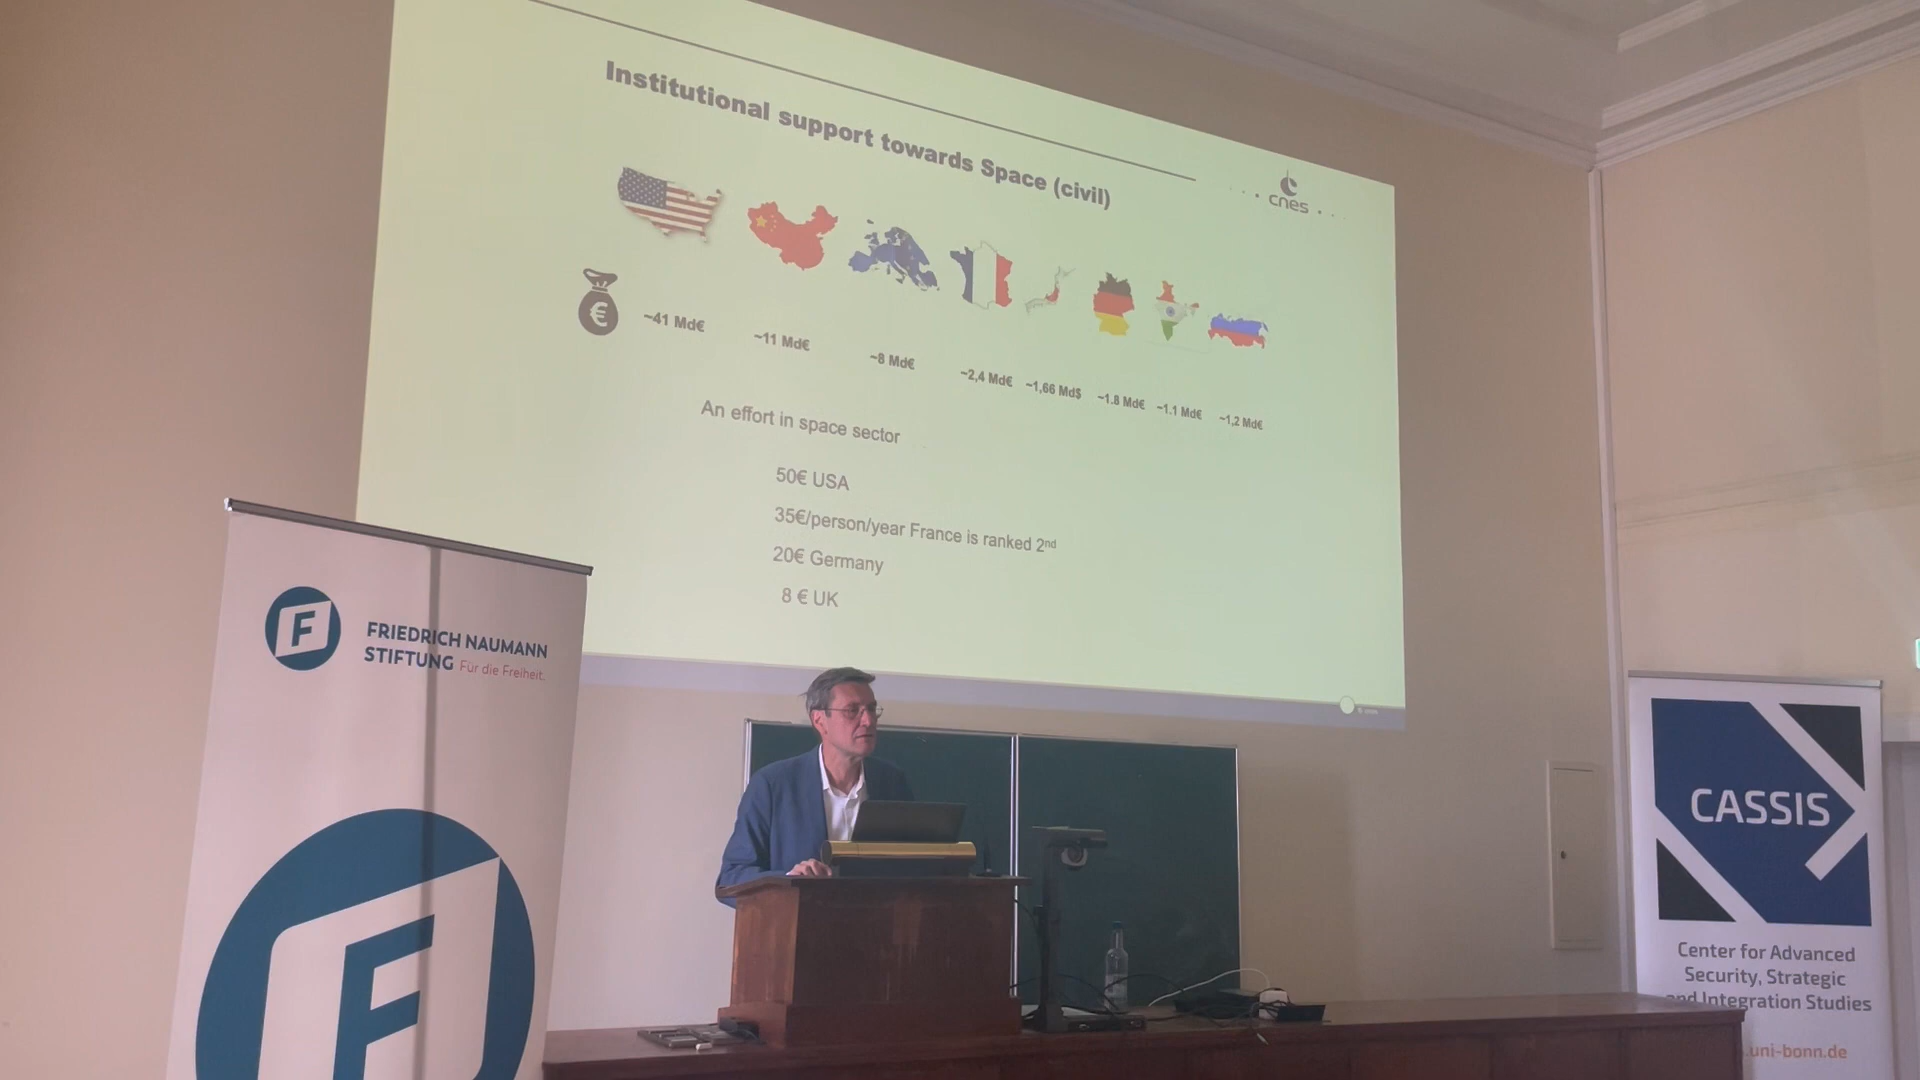 Institutional support towards Space (civil)
cnes
€
~41 Md€
~11 Md€
~8 Md€
~2,4 Md€
~1,66 Md$
~1.8 Md€
~1.1 Md€
~1,2 Md€
An effort in space sector
50€ USA
35€/person/year France is ranked 2nd
20€ Germany
8 € UK
F
FRIEDRICH NAUMANN
STIFTUNG Für die Freiheit.
F
CASSIS
Center for Advanced
Security, Strategic
and Integration Studies
.uni-bonn.de